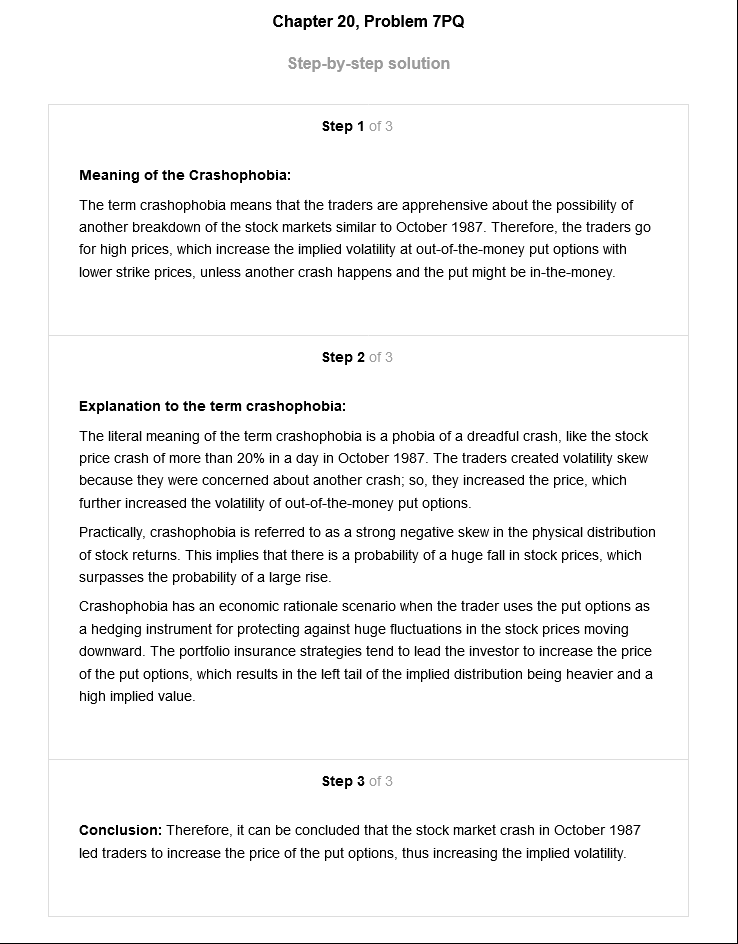 Chapter 20, Problem 7PQ
Step-by-step solution
Step 1 of 3
Meaning of the Crashophobia:
The term crashophobia means that the traders are apprehensive about the possibility of
another breakdown of the stock markets similar to October 1987. Therefore, the traders go
for high prices, which increase the implied volatility at out-of-the-money put options with
lower strike prices, unless another crash happens and the put might be in-the-money.
Step 2 of 3
Explanation to the term crashophobia:
The literal meaning of the term crashophobia is a phobia of a dreadful crash, like the stock
price crash of more than 20% in a day in October 1987. The traders created volatility skew
because they were concerned about another crash; so, they increased the price, which
further increased the volatility of out-of-the-money put options.
Practically, crashophobia is referred to as a strong negative skew in the physical distribution
of stock returns. This implies that there is a probability of a huge fall in stock prices, which
surpasses the probability of a large rise.
Crashophobia has an economic rationale scenario when the trader uses the put options as
a hedging instrument for protecting against huge fluctuations in the stock prices moving
downward. The portfolio insurance strategies tend to lead the investor to increase the price
of the put options, which results in the left tail of the implied distribution being heavier and a
high implied value.
Step 3 of 3
Conclusion: Therefore, it can be concluded that the stock market crash in October 1987
led traders to increase the price of the put options, thus increasing the implied volatility.